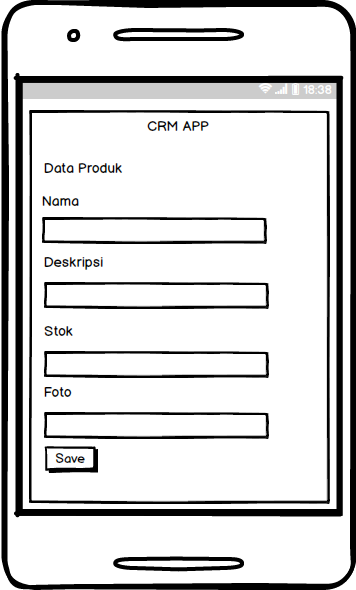 18:38
CRM APP
Data Produk
Nama
Deskripsi
Stok
Foto
Save